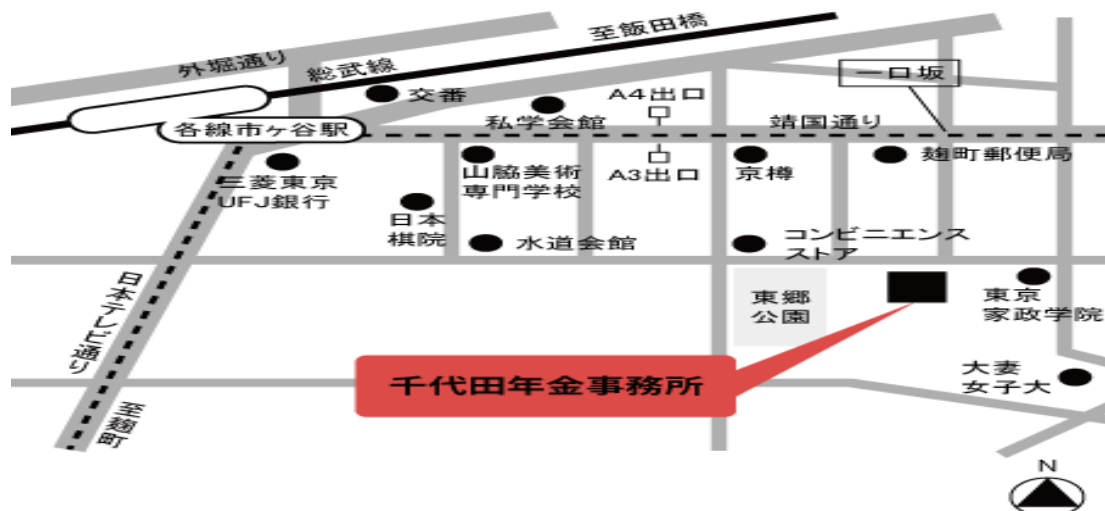 外堀通り
総武線
至飯田橋
交番
各線市ヶ谷駅
私学会館
A4出口
一口坂
靖国通り
三菱東京
UFJ銀行
山脇美術
専門学校
A3出口
京樽
麹町郵便局
日本
棋院
水道会館
コンビニエンス
ストア
日本テレビ通り
東郷
公園
東京
家政学院
千代田年金事務所
大妻
女子大
至麹町
N